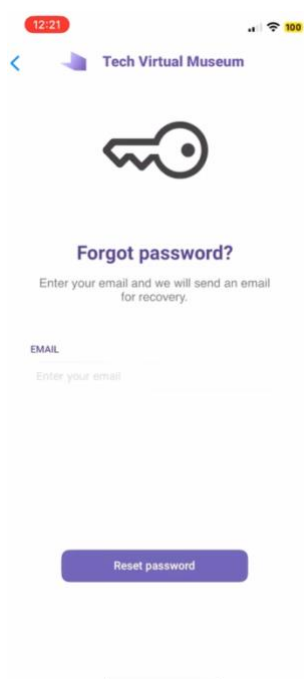 12:21
100
Tech Virtual Museum
Forgot password?
Enter your email and we will send an email
for recovery.
EMAIL
Enter your email
Reset password